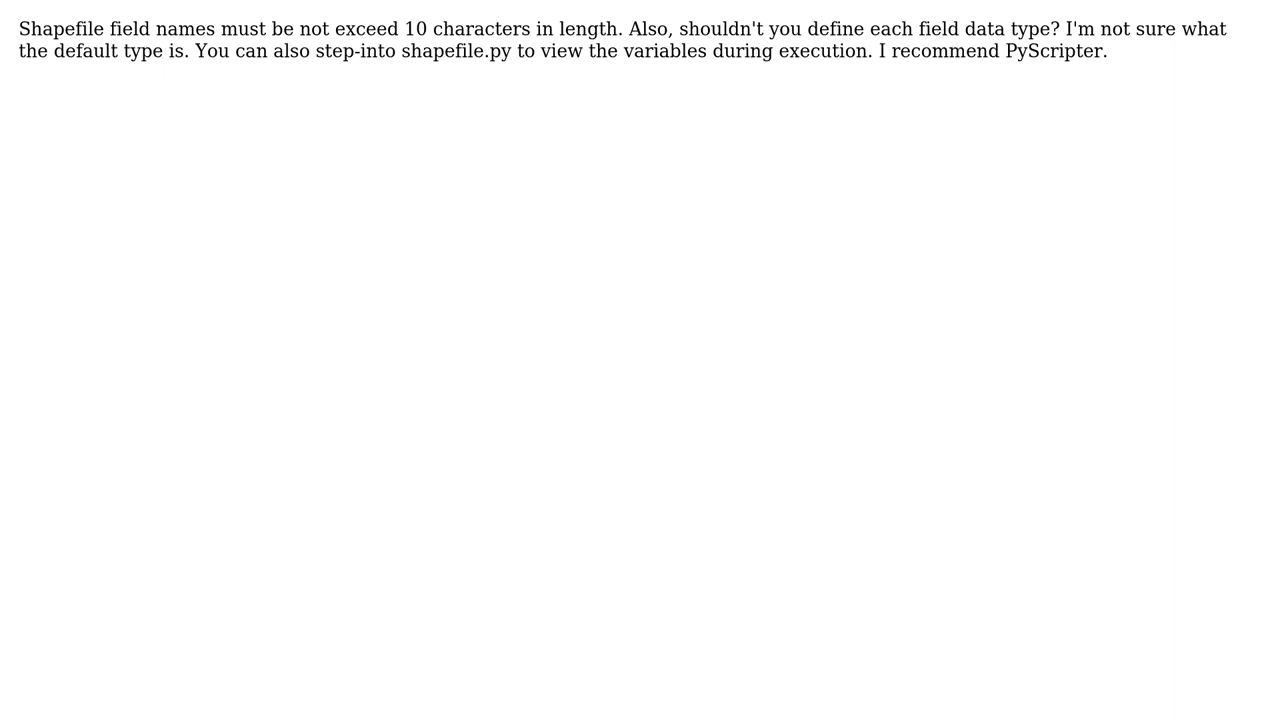 Shapefile field names must be not exceed 10 characters in length. Also, shouldn't you define each field data type? I'm not sure what
the default type is. You can also step-into shapefile.py to view the variables during execution. I recommend PyScripter.